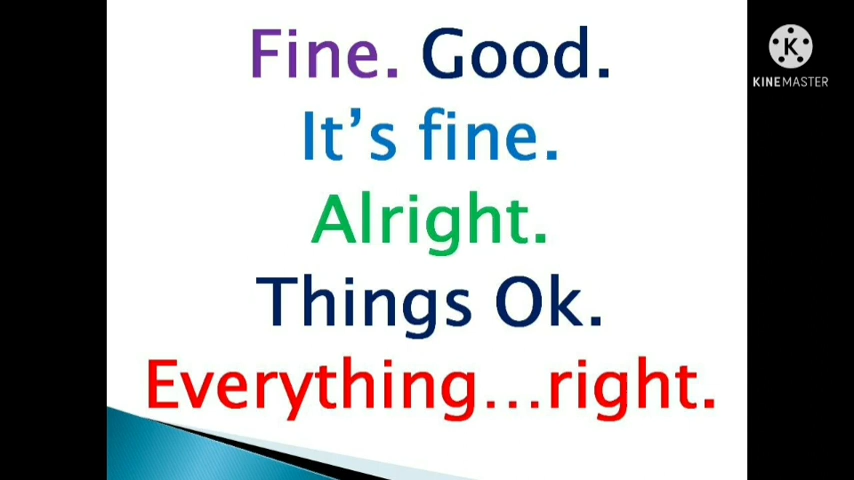 Fine. Good.
It’s fine.
Alright.
Things Ok.
Everything...right.
K
KINEMASTER